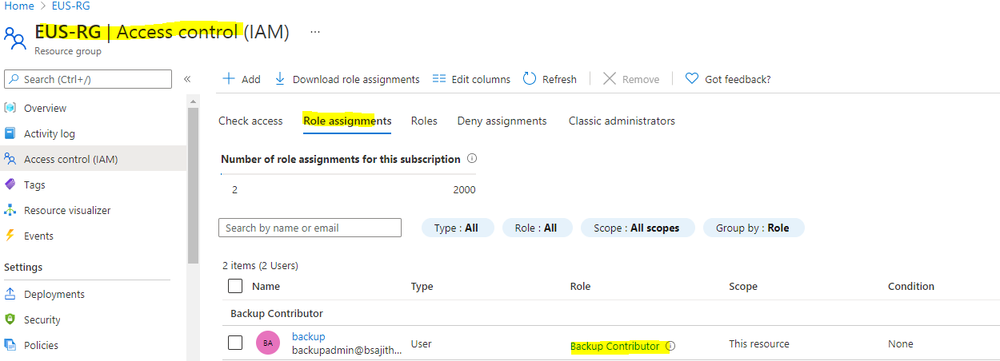 Home > EUS-RG
EUS-RG | Access control (IAM) ...
Resource group
Search (Ctrl+/) «
Add Download role assignments Edit columns Refresh Remove Got feedback?
Overview
Activity log
Access control (IAM)
Tags
Resource visualizer
Events
Settings
Deployments
Security
Policies
Check access Role assignments Roles Deny assignments Classic administrators
Number of role assignments for this subscription
2 2000
Search by name or email Type : All Role : All Scope : All scopes Group by : Role
2 items (2 Users)
Name Type Role Scope Condition
Backup Contributor
BA backup User Backup Contributor This resource None
backupadmin@bsajith...